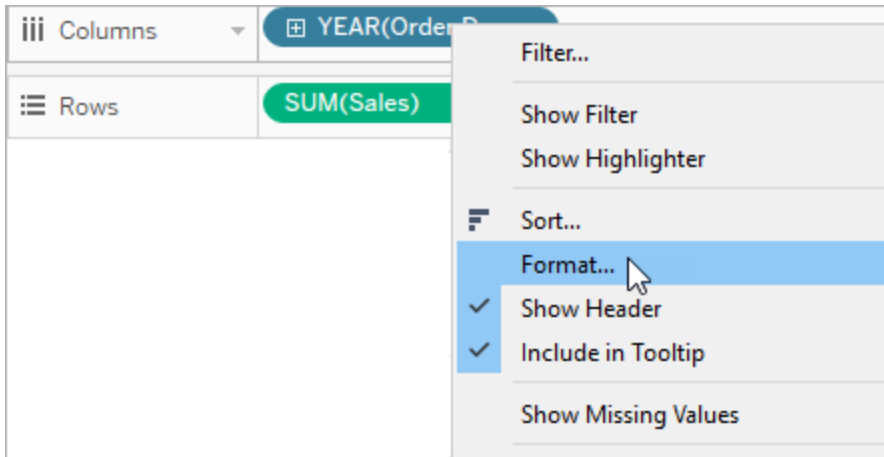 Columns
YEAR(Order D
Rows
SUM(Sales)
Filter...
Show Filter
Show Highlighter
Sort...
Format...
Show Header
Include in Tooltip
Show Missing Values